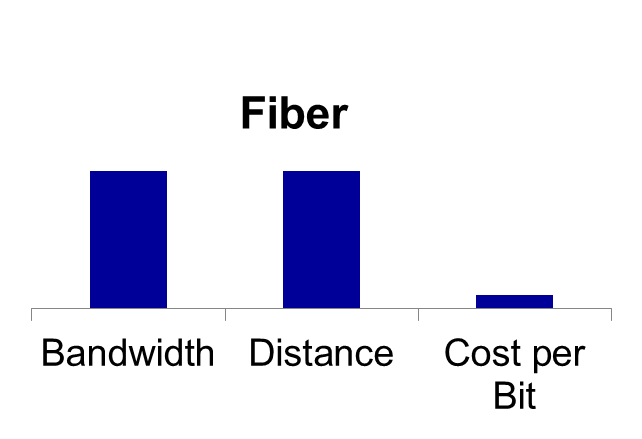 Fiber
Bandwidth Distance Cost per
Bit